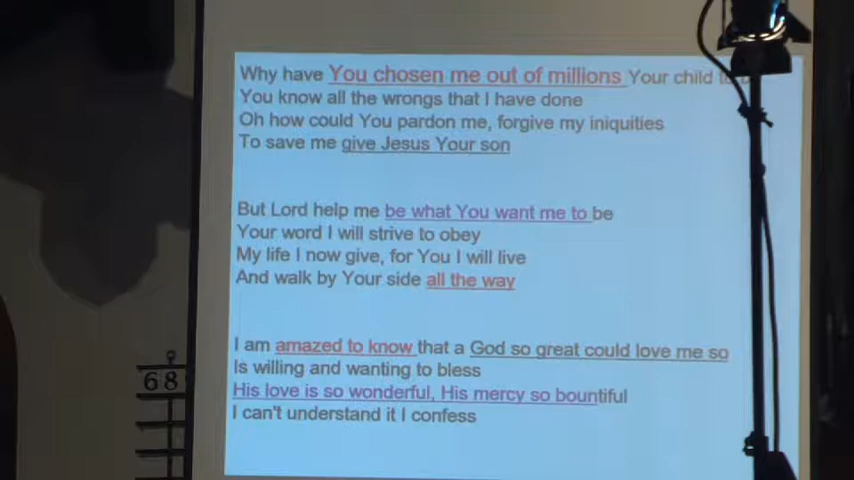 Why have You chosen me out of millions Your child
You know all the wrongs that I have done
Oh how could You pardon me, forgive my iniquities
To save me give Jesus Your son
But Lord help me be what You want me to be
Your word I will strive to obey
My life I now give, for You I will live
And walk by Your side all the way
I am amazed to know that a God so great could love me so
Is willing and wanting to bless
His love is so wonderful, His mercy so bountiful
I can't understand it I confess
68